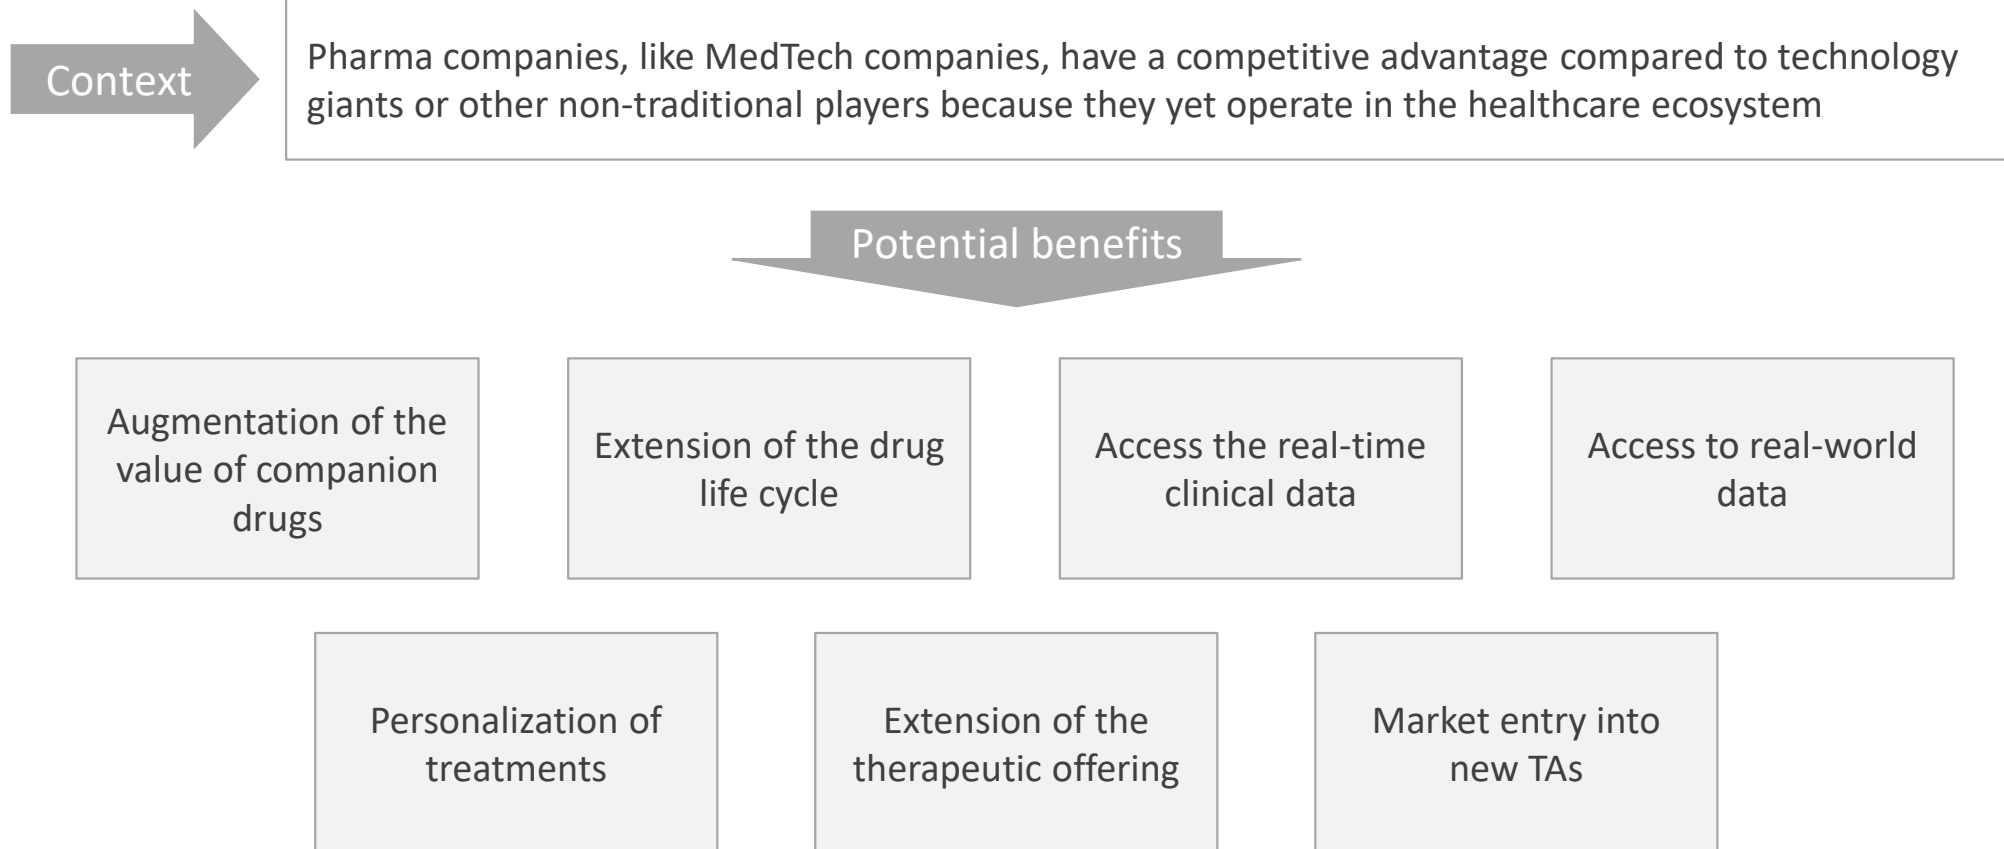 Context
Pharma companies, like MedTech companies, have a competitive advantage compared to technology
giants or other non-traditional players because they yet operate in the healthcare ecosystem
Potential benefits
Augmentation of the
value of companion
drugs
Extension of the drug
life cycle
Access the real-time
clinical data
Access to real-world
data
Personalization of
treatments
Extension of the
therapeutic offering
Market entry into
new TAs